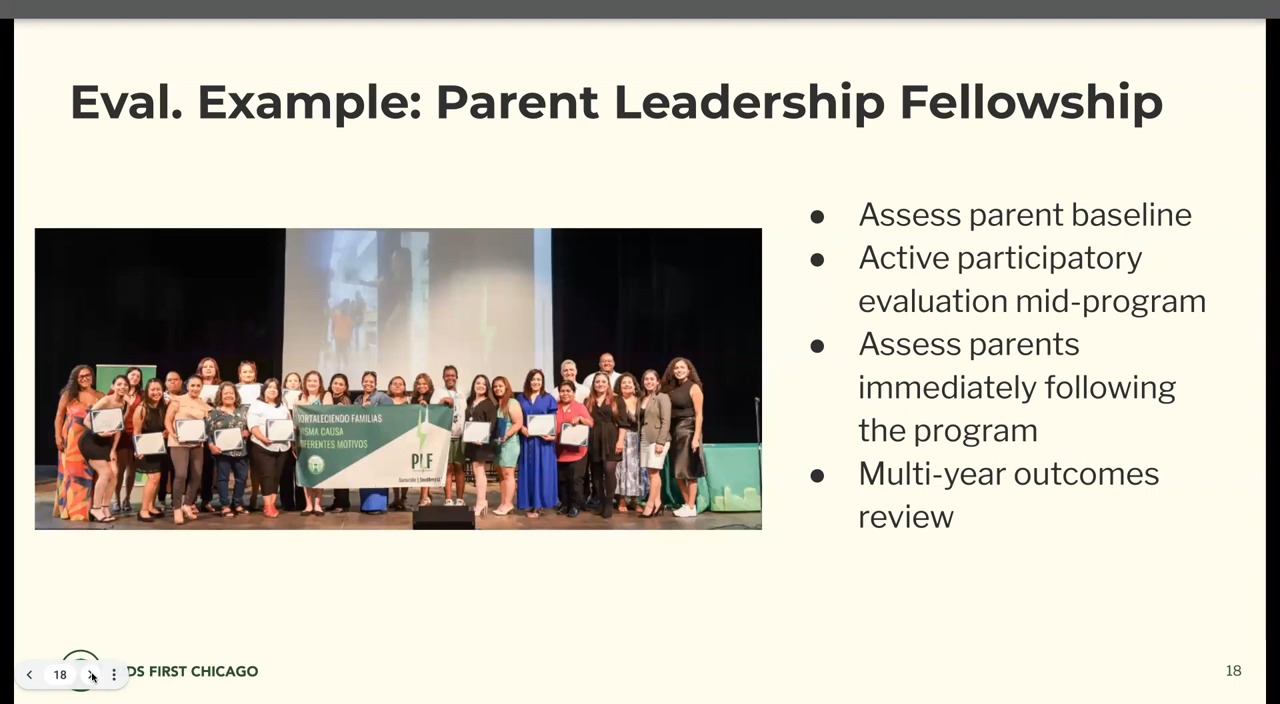 Eval. Example: Parent Leadership Fellowship
● Assess parent baseline
● Active participatory
evaluation mid-program
● Assess parents
immediately following
the program
● Multi-year outcomes
review
FORTALECIENDO FAMILIAS
MISMA CAUSA
DIFERENTES MOTIVOS
PLF
18
DS FIRST CHICAGO
18